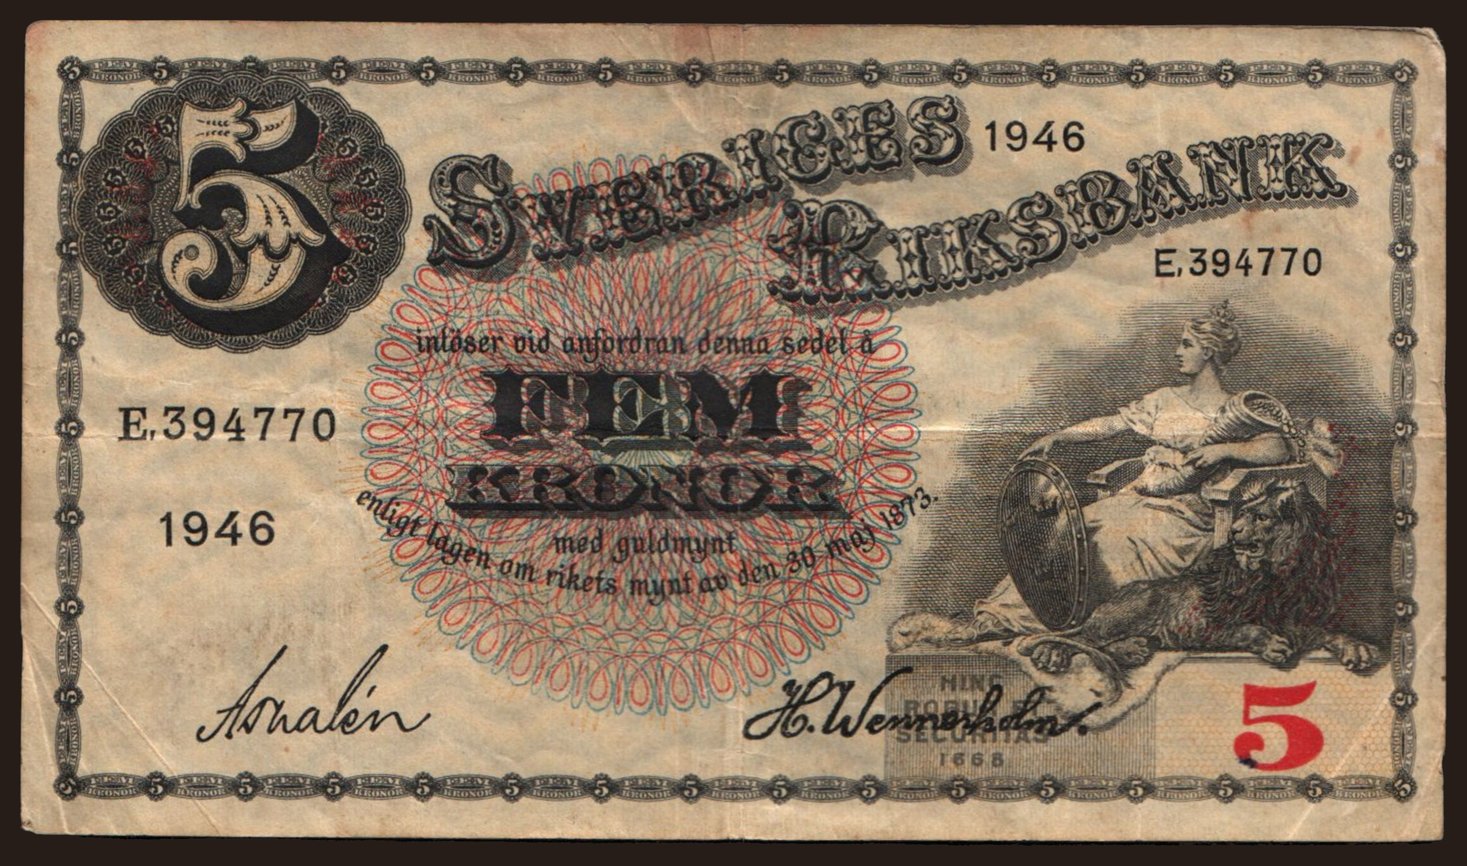 5
SVERIGES 1946
RIKSBANK
E,394770
inlöser vid anfordran denna sedel å
FEM
KRONOR
E,394770
med guldmynt
enligt lagen om rikets mynt av den 30 maj 1873.
1946
H. Wennerholm.
HINC
ROBUR ET
SECURITAS
1668
5